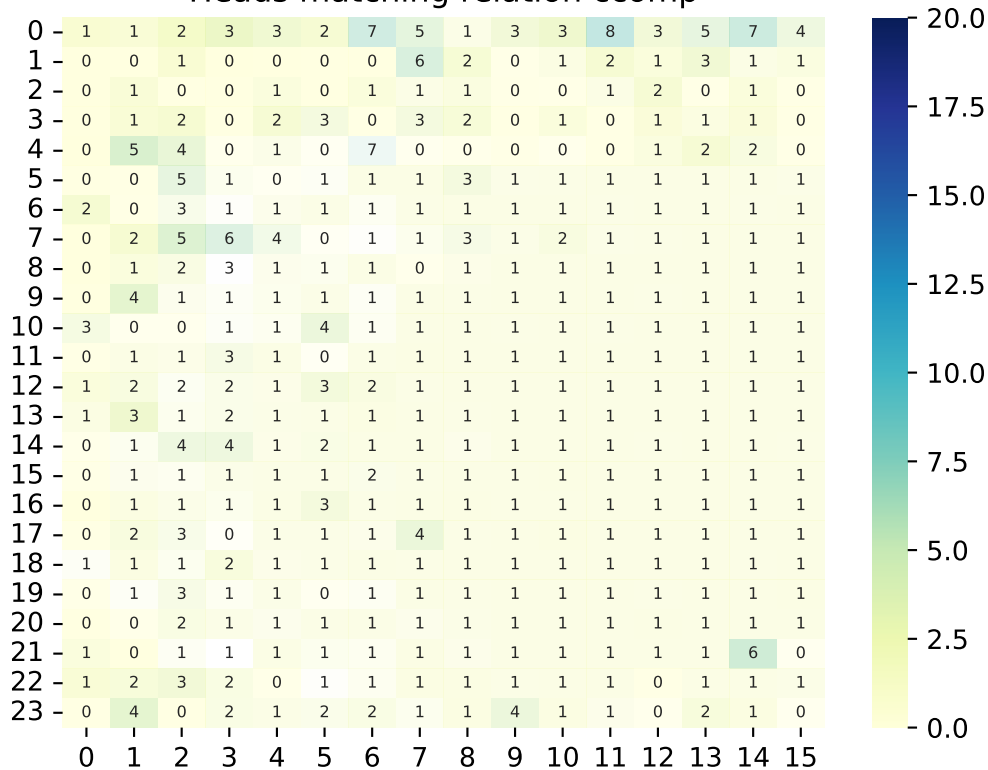 Heads matching relation ccomp
0 1 1 2 3 3 2 7 5 1 3 3 8 3 5 7 4
1 0 0 1 0 0 0 0 6 2 0 1 2 1 3 1 1
2 0 1 0 0 1 0 1 1 1 0 0 1 2 0 1 0
3 0 1 2 0 2 3 0 3 2 0 1 0 1 1 1 0
4 0 5 4 0 1 0 7 0 0 0 0 0 1 2 2 0
5 0 0 5 1 0 1 1 1 3 1 1 1 1 1 1 1
6 2 0 3 1 1 1 1 1 1 1 1 1 1 1 1 1
7 0 2 5 6 4 0 1 1 3 1 2 1 1 1 1 1
8 0 1 2 3 1 1 1 0 1 1 1 1 1 1 1 1
9 0 4 1 1 1 1 1 1 1 1 1 1 1 1 1 1
10 3 0 0 1 1 4 1 1 1 1 1 1 1 1 1 1
11 0 1 1 3 1 0 1 1 1 1 1 1 1 1 1 1
12 1 2 2 2 1 3 2 1 1 1 1 1 1 1 1 1
13 1 3 1 2 1 1 1 1 1 1 1 1 1 1 1 1
14 0 1 4 4 1 2 1 1 1 1 1 1 1 1 1 1
15 0 1 1 1 1 1 2 1 1 1 1 1 1 1 1 1
16 0 1 1 1 1 3 1 1 1 1 1 1 1 1 1 1
17 0 2 3 0 1 1 1 4 1 1 1 1 1 1 1 1
18 1 1 1 2 1 1 1 1 1 1 1 1 1 1 1 1
19 0 1 3 1 1 0 1 1 1 1 1 1 1 1 1 1
20 0 0 2 1 1 1 1 1 1 1 1 1 1 1 1 1
21 1 0 1 1 1 1 1 1 1 1 1 1 1 1 6 0
22 1 2 3 2 0 1 1 1 1 1 1 1 0 1 1 1
23 0 4 0 2 1 2 2 1 1 4 1 1 0 2 1 0
0 1 2 3 4 5 6 7 8 9 10 11 12 13 14 15
20.0
17.5
15.0
12.5
10.0
7.5
5.0
2.5
0.0